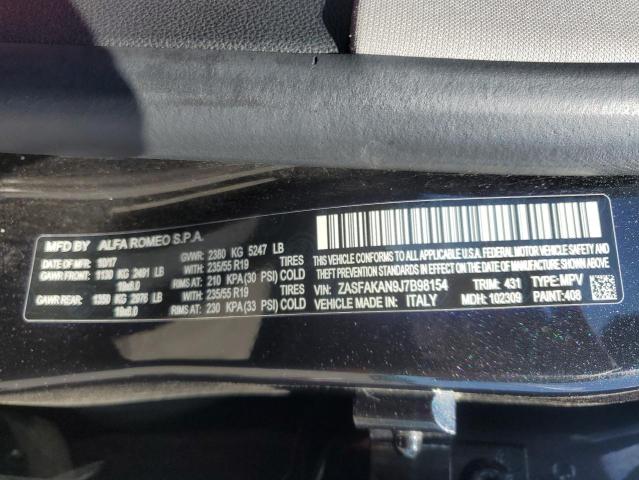 MFD BY ALFA ROMEO S.P.A.
DATE OF MFR 10/17 GVWR: 2380 KG 5247 LB
GAWR FRONT: 1130 KG 2491 LB WITH 235/55 R19 TIRES
18x8.0 RIMS AT: 210 KPA (30 PSI) COLD
GAWR REAR: 1350 KG 2976 LB WITH 235/55 R19 TIRES
18x8.0 RIMS AT: 230 KPA (33 PSI) COLD
THIS VEHICLE CONFORMS TO ALL APPLICABLE U.S.A. FEDERAL MOTOR
VEHICLE SAFETY, BUMPER, AND THEFT PREVENTION STANDARDS IN
EFFECT ON THE DATE OF MANUFACTURE SHOWN ABOVE.
VIN: ZASFAKAN9J7B98154 TRIM: 431 TYPE: MPV
MADE IN: ITALY MDH: 102309 PAINT: 408